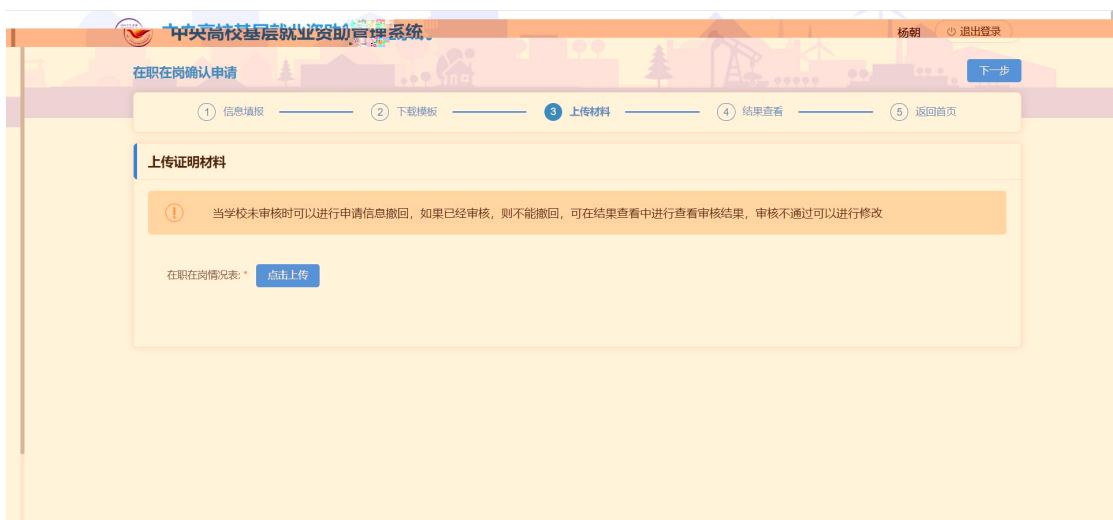 中央高校基层就业资助管理系统
杨朝 退出登录
在职在岗确认申请 下一步
1 信息填报 2 下载模板 3 上传材料 4 结果查看 5 返回首页
上传证明材料
当学校未审核时可以进行申请信息撤回，如果已经审核，则不能撤回，可在结果查看中进行查看审核结果，审核不通过可以进行修改
在职在岗情况表: * 点击上传